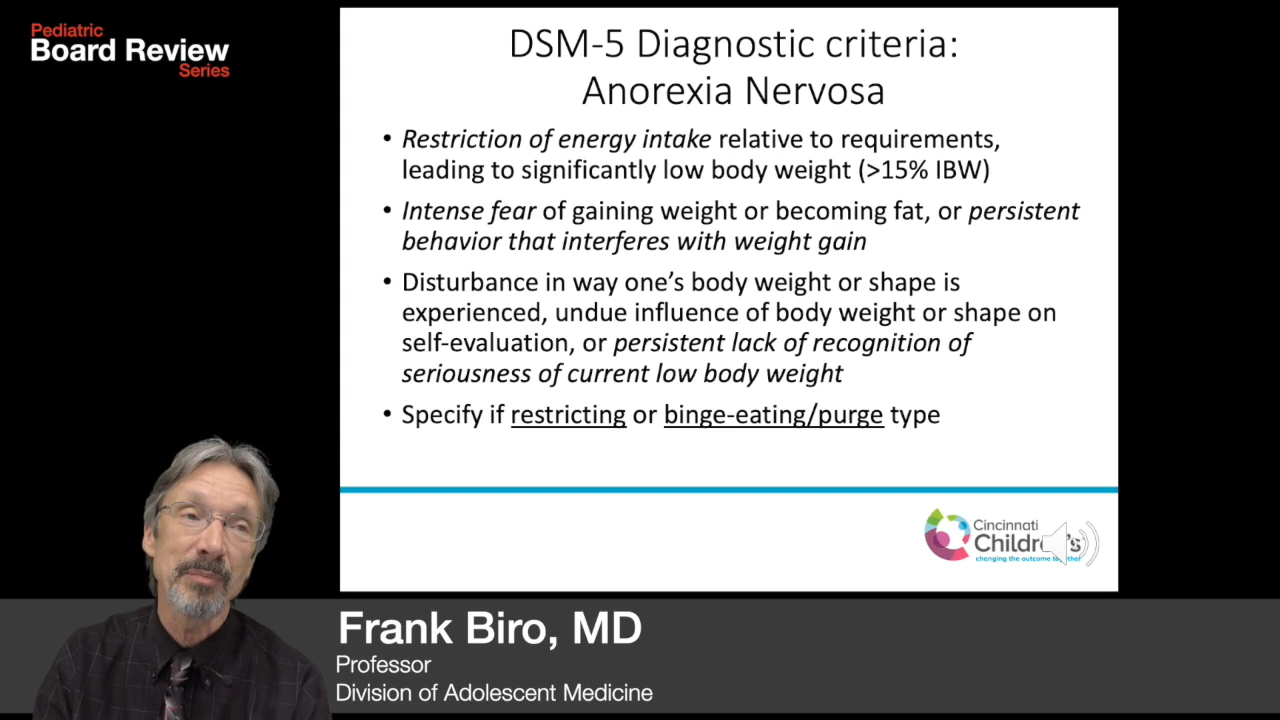 Pediatric
Board Review
Series
DSM-5 Diagnostic criteria:
Anorexia Nervosa
• Restriction of energy intake relative to requirements,
leading to significantly low body weight (>15% IBW)
• Intense fear of gaining weight or becoming fat, or persistent
behavior that interferes with weight gain
• Disturbance in way one's body weight or shape is
experienced, undue influence of body weight or shape on
self-evaluation, or persistent lack of recognition of
seriousness of current low body weight
• Specify if restricting or binge-eating/purge type
Cincinnati
changing the outcome
Frank Biro, MD
Professor
Division of Adolescent Medicine